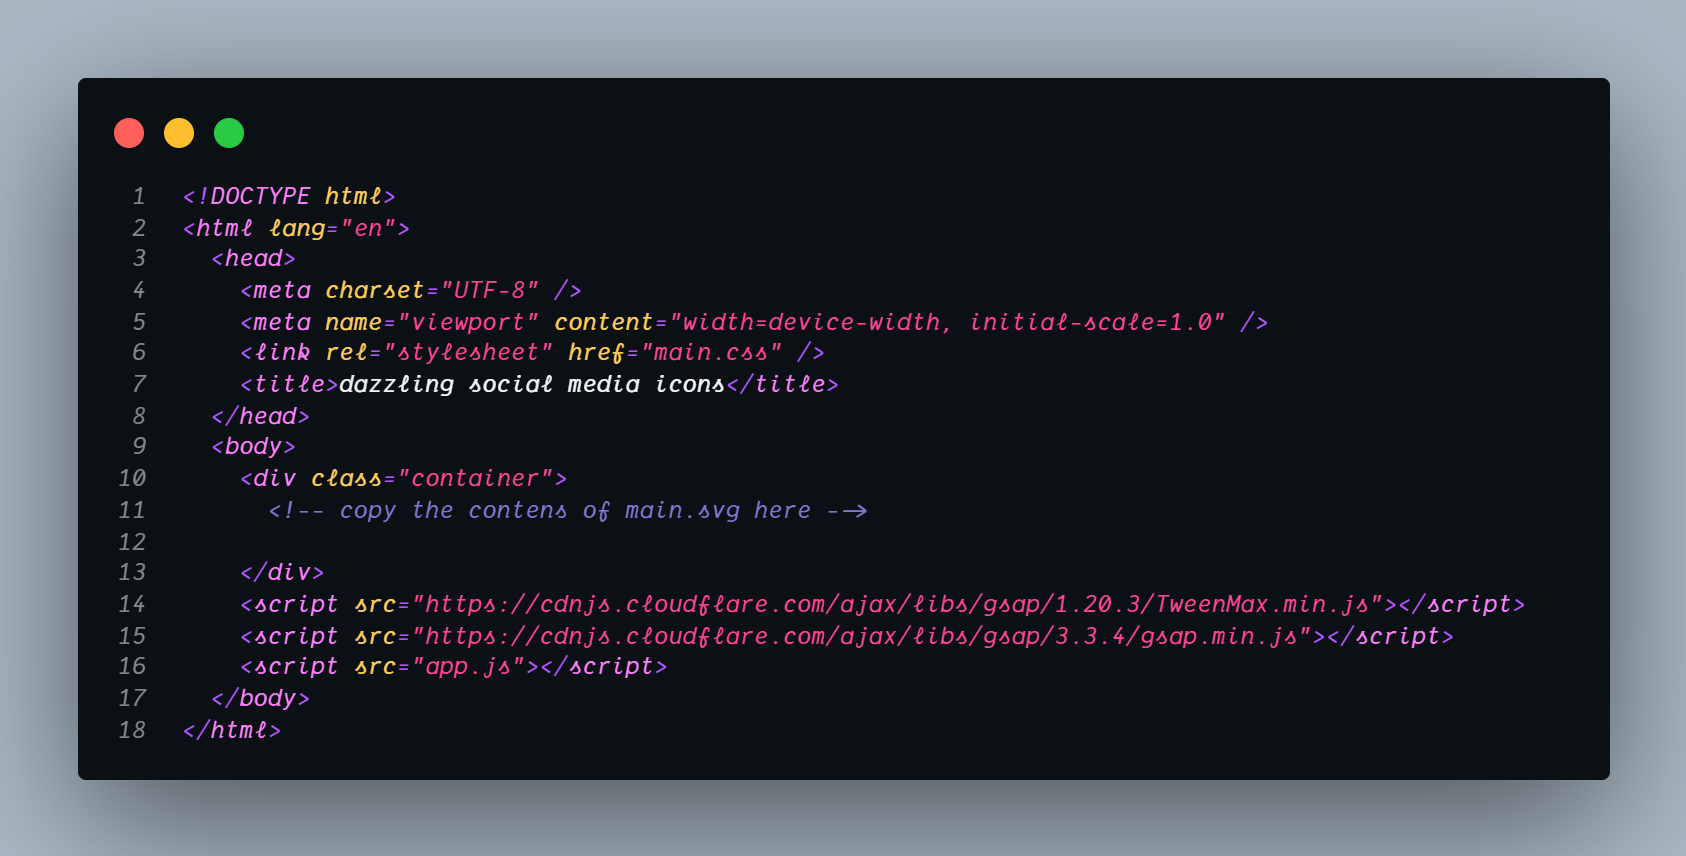 1 <!DOCTYPE html>
2 <html lang="en">
3   <head>
4     <meta charset="UTF-8" />
5     <meta name="viewport" content="width=device-width, initial-scale=1.0" />
6     <link rel="stylesheet" href="main.css" />
7     <title>dazzling social media icons</title>
8   </head>
9   <body>
10     <div class="container">
11       <!-- copy the contens of main.svg here -->
12
13     </div>
14     <script src="https://cdnjs.cloudflare.com/ajax/libs/gsap/1.20.3/TweenMax.min.js"></script>
15     <script src="https://cdnjs.cloudflare.com/ajax/libs/gsap/3.3.4/gsap.min.js"></script>
16     <script src="app.js"></script>
17   </body>
18 </html>